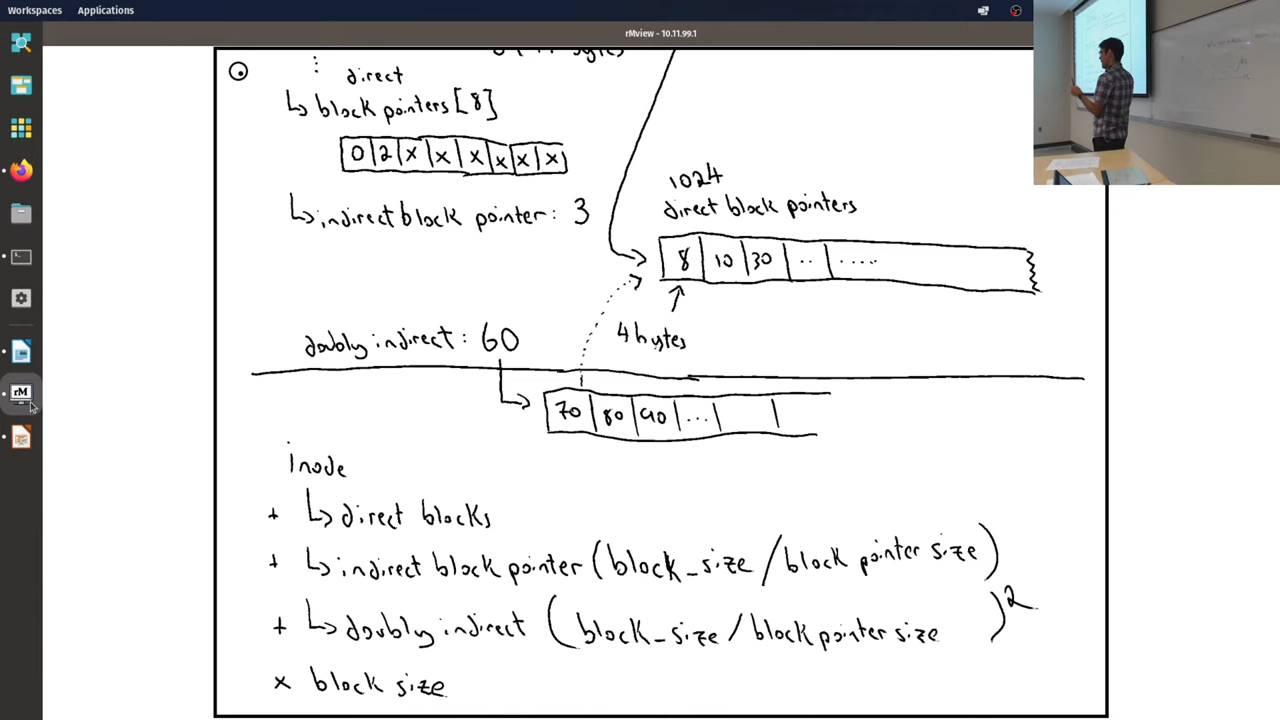 Workspaces Applications
rMview - 10.11.99.1
bytes
⋮
direct
↳ block pointers [8]
0 2 x x x x x x
↳ indirect block pointer : 3
1024
direct block pointers
8 10 30 .. ....
4 bytes
doubly indirect : 60
70 80 90 ...
inode
+ ↳ direct blocks
+ ↳ indirect block pointer (block_size / block pointer size)
+ ↳ doubly indirect (block_size / block pointer size)²
x block size
rM